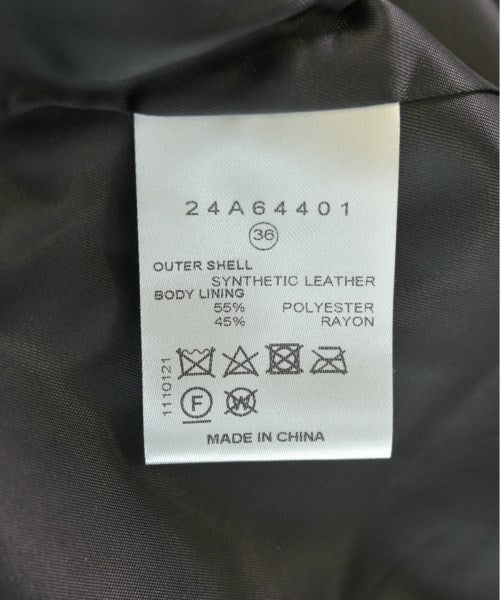 24A64401
36
OUTER SHELL
SYNTHETIC LEATHER
BODY LINING
55% POLYESTER
45% RAYON
1110121
F W
MADE IN CHINA